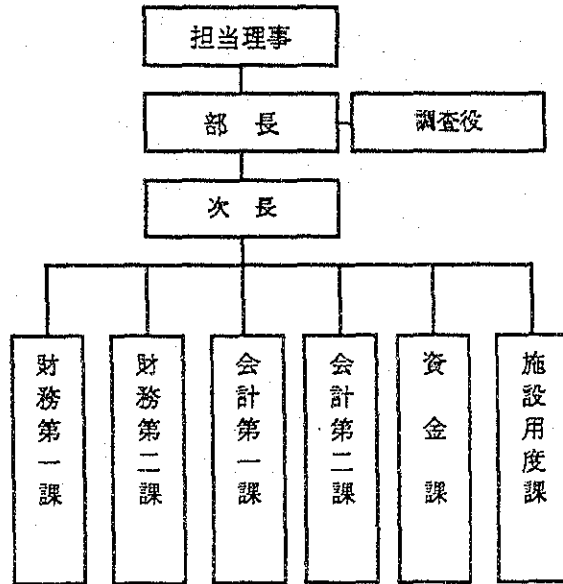 担当理事
部長
調査役
次長
財務第一課
財務第二課
会計第一課
会計第二課
資金課
施設用度課